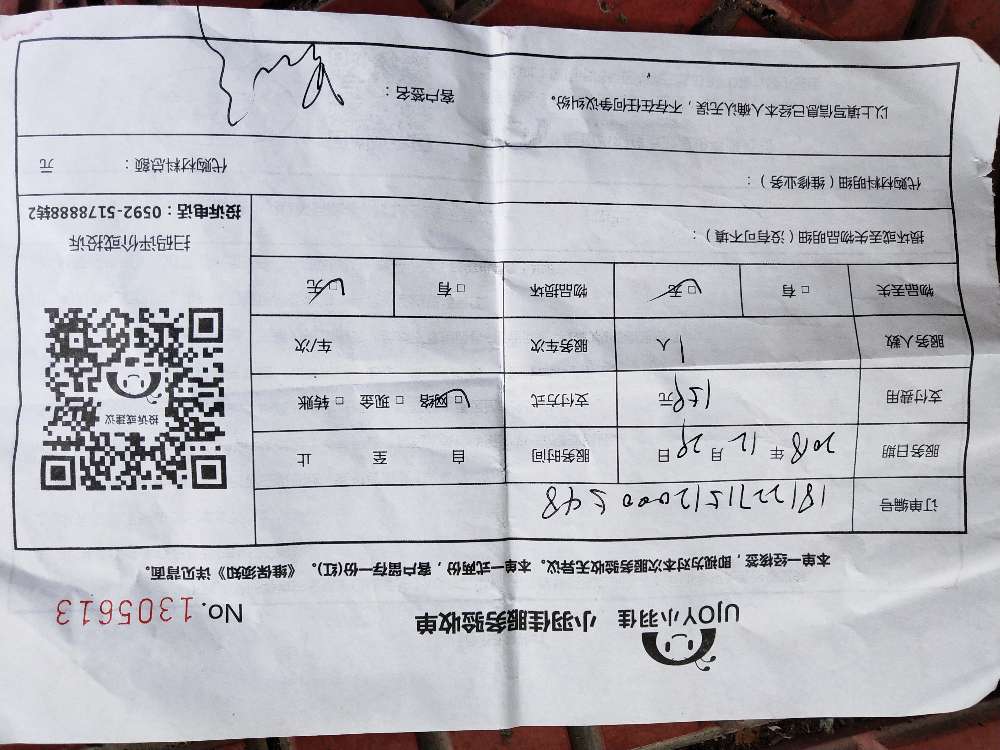 UJOY小羽佳 小羽佳服务验收单 No. 1305613
本单一经核签，即视为对本次服务验收无异议。本单一式两份，客户留存一份(红)。《维保须知》详见背面。
订单编号 1812271512000548
服务日期 2018年12月29日 服务时间 自 至 止
支付费用 159元 支付方式 □网络 □现金 □转账
服务人数 1人 服务车次 车/次
物品丢失 □有 □无 物品损坏 □有 □无
投诉或建议
扫码评价或投诉
投诉电话：0592-5178888转2
损坏或丢失物品明细（没有可不填）：
代购材料明细（维修业务）：
代购材料总额： 元
以上填写信息已经本人确认无误，不存在任何争议纠纷。 客户签名：